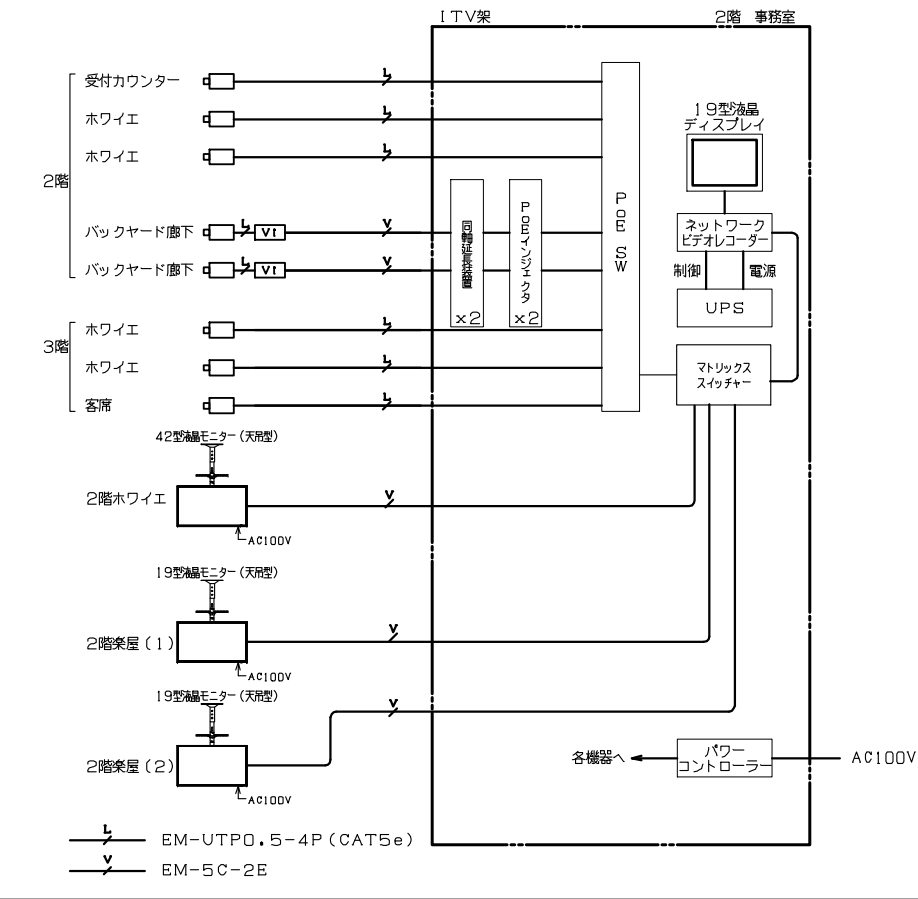 ITV架
2階 事務室
受付カウンター
L
ホワイエ
L
ホワイエ
L
2階
バックヤード廊下
L
Vt
V
バックヤード廊下
L
Vt
V
同軸延長装置
x2
PoEインジェクタ
x2
PoE SW
19型液晶
ディスプレイ
ネットワーク
ビデオレコーダー
制御
電源
UPS
3階
ホワイエ
L
ホワイエ
L
客席
L
マトリックス
スイッチャー
42型液晶モニター(天吊型)
2階ホワイエ
V
AC100V
19型液晶モニター(天吊型)
2階楽屋(1)
V
AC100V
19型液晶モニター(天吊型)
2階楽屋(2)
V
AC100V
各機器へ
パワー
コントローラー
AC100V
L
EM-UTP0.5-4P(CAT5e)
V
EM-5C-2E